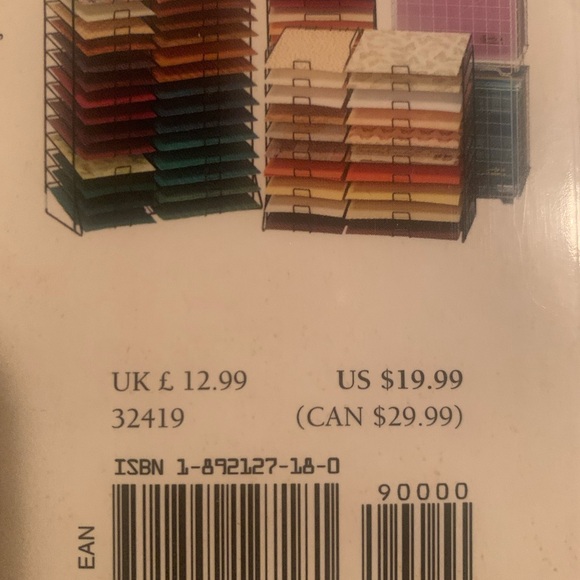 UK £ 12.99 US $19.99
32419 (CAN $29.99)
ISBN 1-892127-18-0
90000
EAN